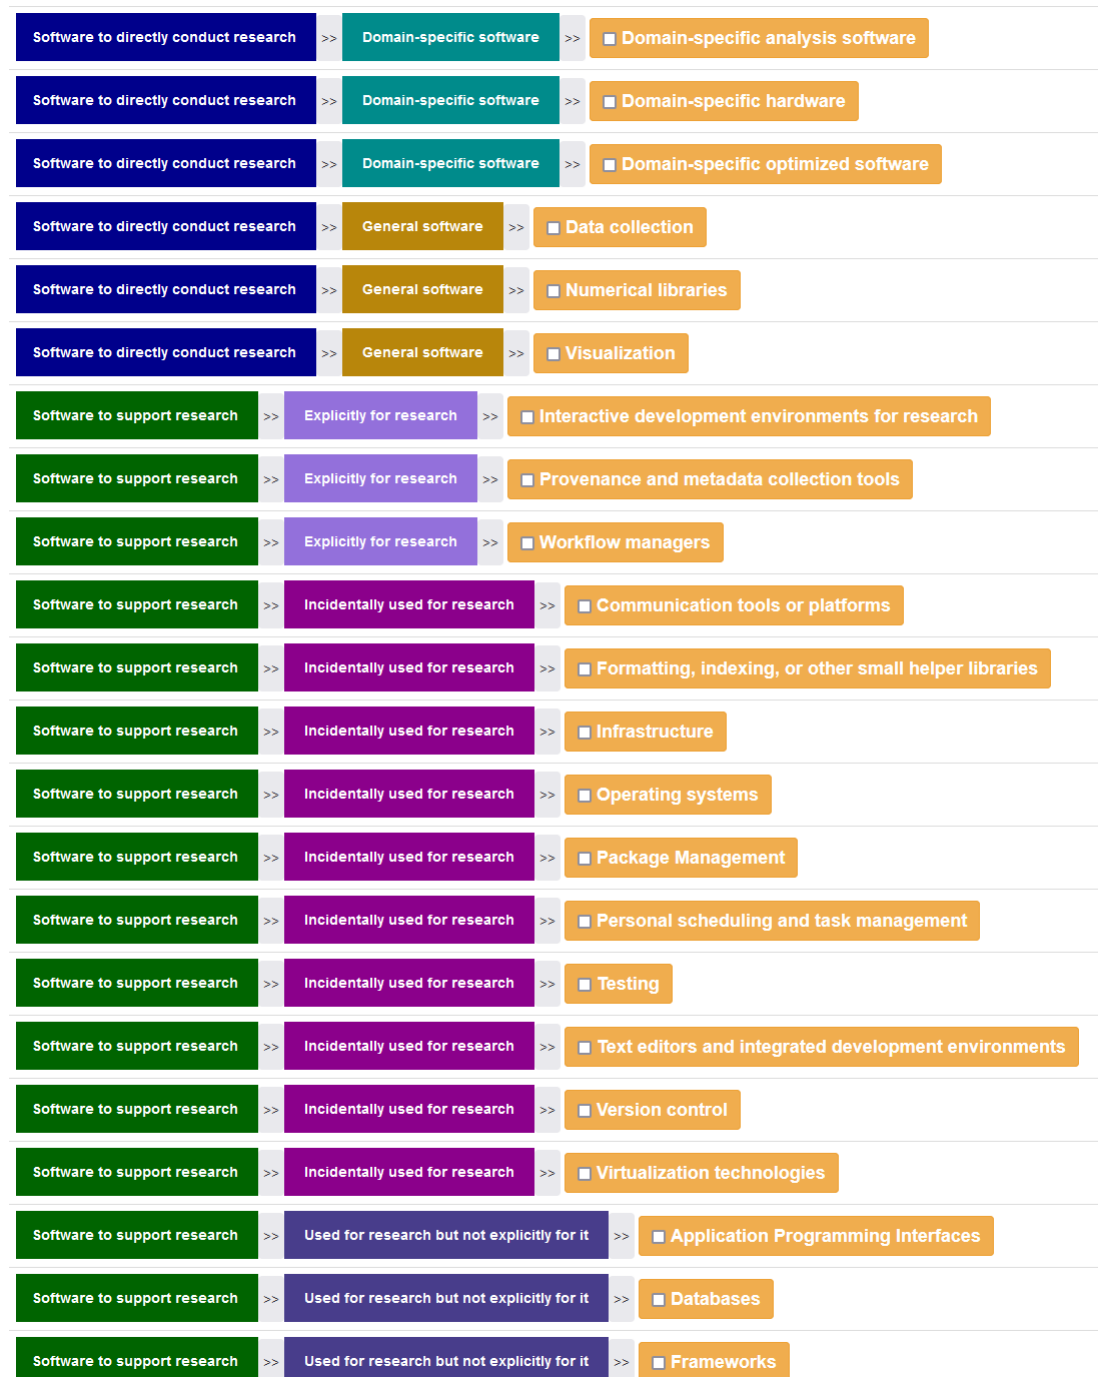 Software to directly conduct research >> Domain-specific software >> Domain-specific analysis software
Software to directly conduct research >> Domain-specific software >> Domain-specific hardware
Software to directly conduct research >> Domain-specific software >> Domain-specific optimized software
Software to directly conduct research >> General software >> Data collection
Software to directly conduct research >> General software >> Numerical libraries
Software to directly conduct research >> General software >> Visualization
Software to support research >> Explicitly for research >> Interactive development environments for research
Software to support research >> Explicitly for research >> Provenance and metadata collection tools
Software to support research >> Explicitly for research >> Workflow managers
Software to support research >> Incidentally used for research >> Communication tools or platforms
Software to support research >> Incidentally used for research >> Formatting, indexing, or other small helper libraries
Software to support research >> Incidentally used for research >> Infrastructure
Software to support research >> Incidentally used for research >> Operating systems
Software to support research >> Incidentally used for research >> Package Management
Software to support research >> Incidentally used for research >> Personal scheduling and task management
Software to support research >> Incidentally used for research >> Testing
Software to support research >> Incidentally used for research >> Text editors and integrated development environments
Software to support research >> Incidentally used for research >> Version control
Software to support research >> Incidentally used for research >> Virtualization technologies
Software to support research >> Used for research but not explicitly for it >> Application Programming Interfaces
Software to support research >> Used for research but not explicitly for it >> Databases
Software to support research >> Used for research but not explicitly for it >> Frameworks